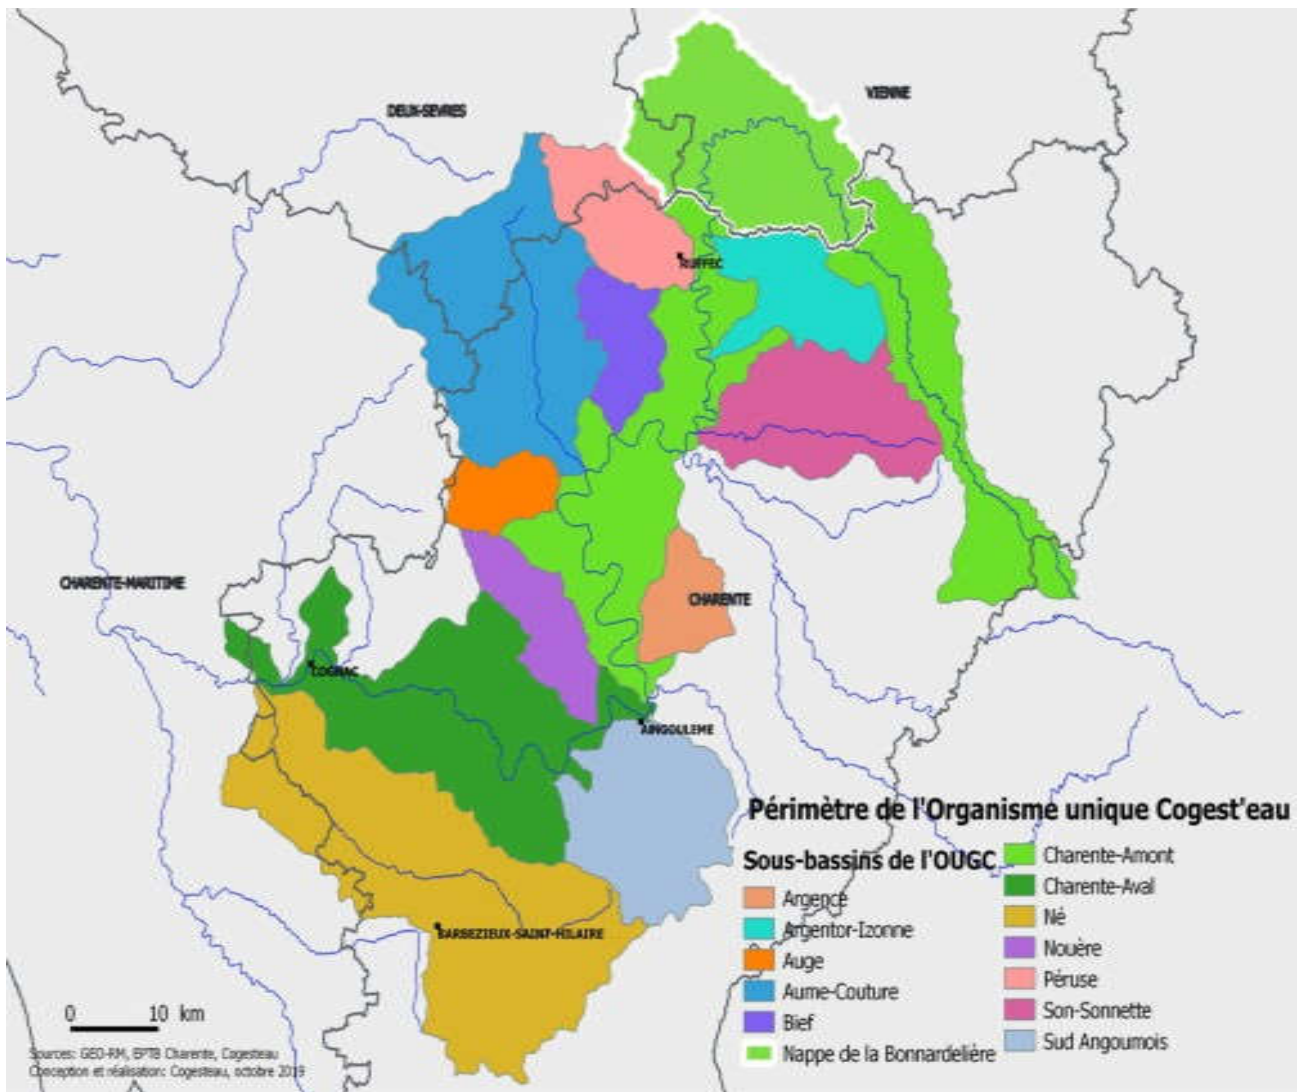 VIENNE
DEUX-SEVRES
RUFFEC
CHARENTE-MARITIME
CHARENTE
COGNAC
ANGOULEME
Périmètre de l'Organisme unique Cogest'eau
Sous-bassins de l'OUGC
Argence
Argentor-Izonne
Auge
Aume-Couture
Bief
Nappe de la Bonnardelière
Charente-Amont
Charente-Aval
Né
Nouère
Péruse
Son-Sonnette
Sud Angoumois
BARBEZIEUX-SAINT-HILAIRE
0 10 km
Sources: GEO-RM, EPTB Charente, Cogesteau
Conception et réalisation: Cogesteau, octobre 2019